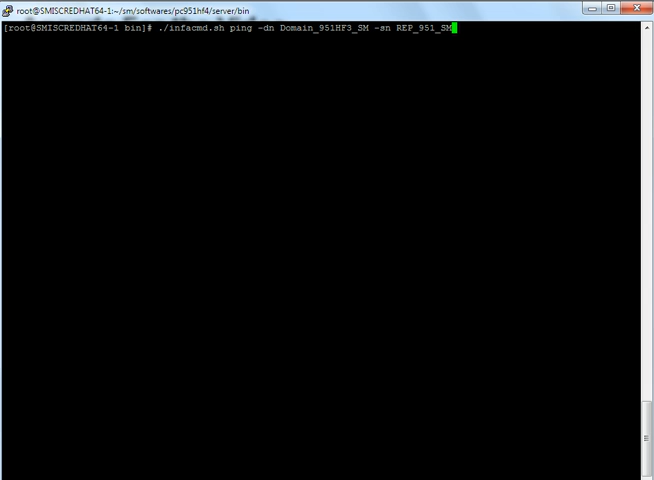 root@SMISCREDHAT64-1:~/sm/softwares/pc951hf4/server/bin
[root@SMISCREDHAT64-1 bin]# ./infacmd.sh ping -dn Domain_951HF3_SM -sn REP_951_SM